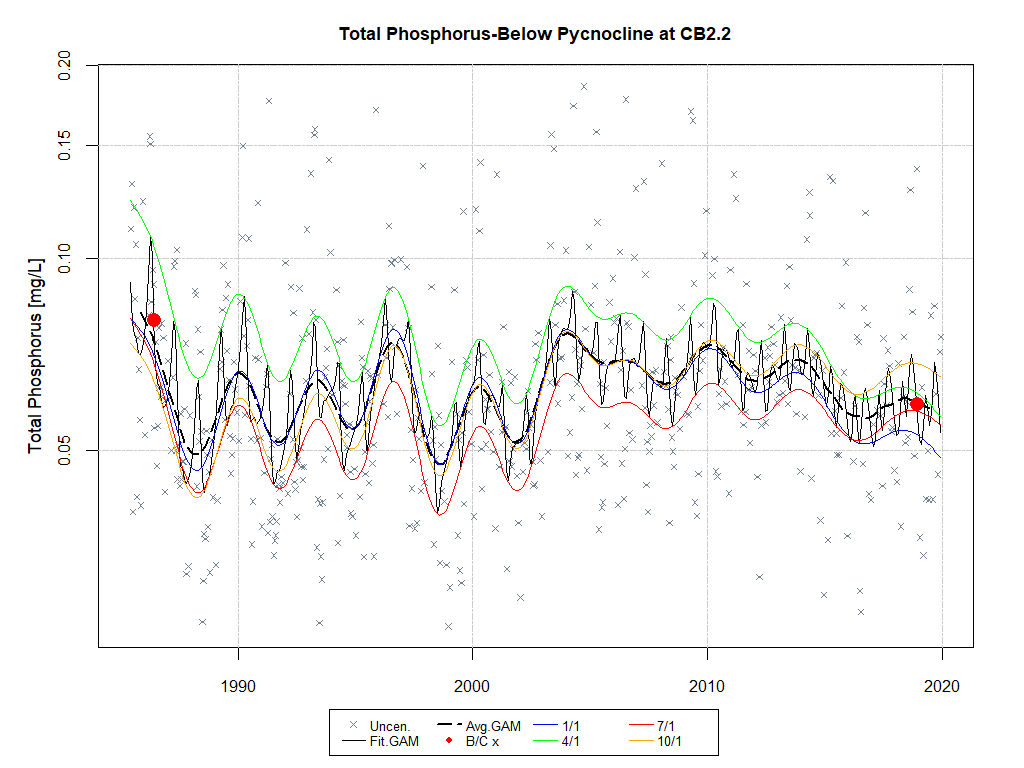 Total Phosphorus-Below Pycnocline at CB2.2
Total Phosphorus [mg/L]
0.20
0.15
0.10
0.05
1990 2000 2010 2020
Uncen. Avg.GAM 1/1 7/1
Fit.GAM B/C x 4/1 10/1